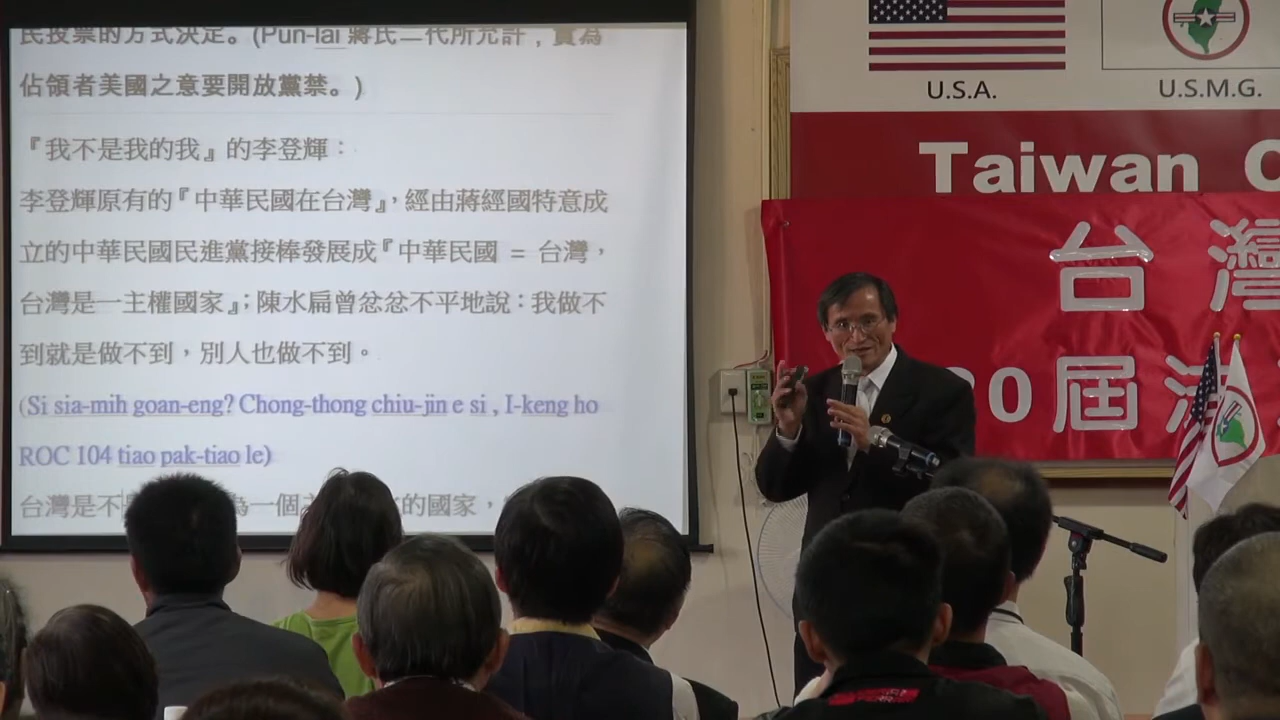 民投票的方式決定。(Pun-lai 蔣氏二代所允許，實為
佔領者美國之意要開放黨禁。)
『我不是我的我』的李登輝：
李登輝原有的『中華民國在台灣』，經由蔣經國特意成
立的中華民國民進黨接棒發展成『中華民國 = 台灣，
台灣是一主權國家』；陳水扁曾忿忿不平地說：我做不
到就是做不到，別人也做不到。
(Si sia-mih goan-eng? Chong-thong chiu-jin e si , I-keng ho
ROC 104 tiao pak-tiao le)
台灣是不 為一個 的國家，
U.S.A.
U.S.M.G.
Taiwan
台灣
0屆